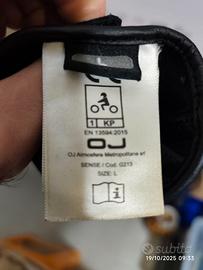 1 KP
EN 13594:2015
OJ
OJ Atmosfere Metropolitane srl
SENSE / Cod. G213
SIZE: L
i
subito
19/10/2025 09:53